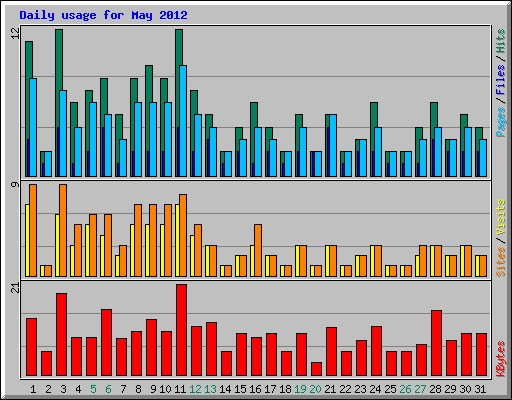 Daily usage for May 2012
12
Pages / Files / Hits
9
Sites / Visits
21
KBytes
1 2 3 4 5 6 7 8 9 10 11 12 13 14 15 16 17 18 19 20 21 22 23 24 25 26 27 28 29 30 31